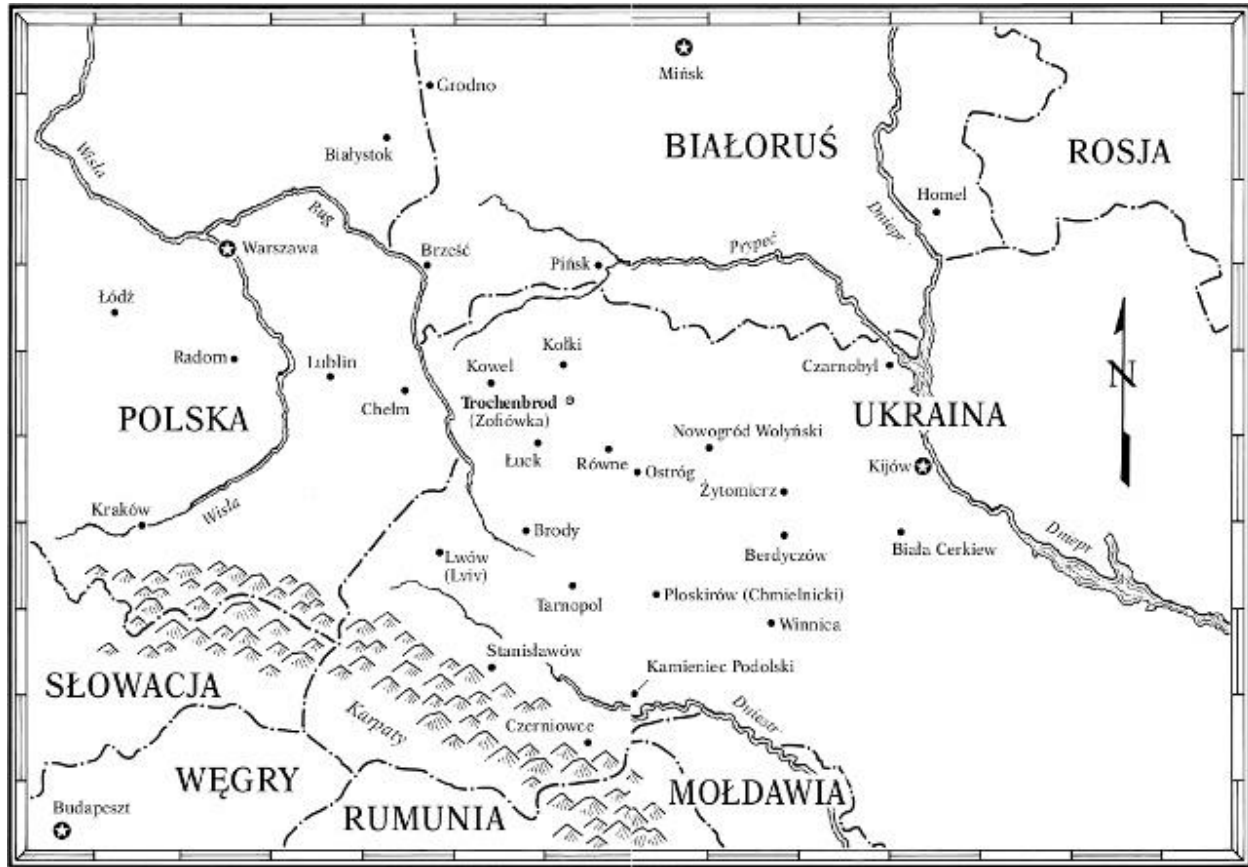 Mińsk
Grodno
BIAŁORUŚ
ROSJA
Białystok
Wisła
Homel
Bug
Dniepr
Warszawa
Brześć
Pińsk
Prypeć
Łódź
Radom
Lublin
Kołki
Kowel
Czarnobyl
N
Chełm
Trochenbrod
(Zofiówka)
POLSKA
UKRAINA
Nowogród Wołyński
Łuck
Równe
Ostróg
Kijów
Żytomierz
Kraków
Wisła
Brody
Dniepr
Lwów
(Lviv)
Berdyczów
Biała Cerkiew
Tarnopol
Płoskirów (Chmielnicki)
Winnica
Stanisławów
Kamieniec Podolski
SŁOWACJA
Karpaty
Dniestr
Czerniowce
WĘGRY
MOŁDAWIA
RUMUNIA
Budapeszt